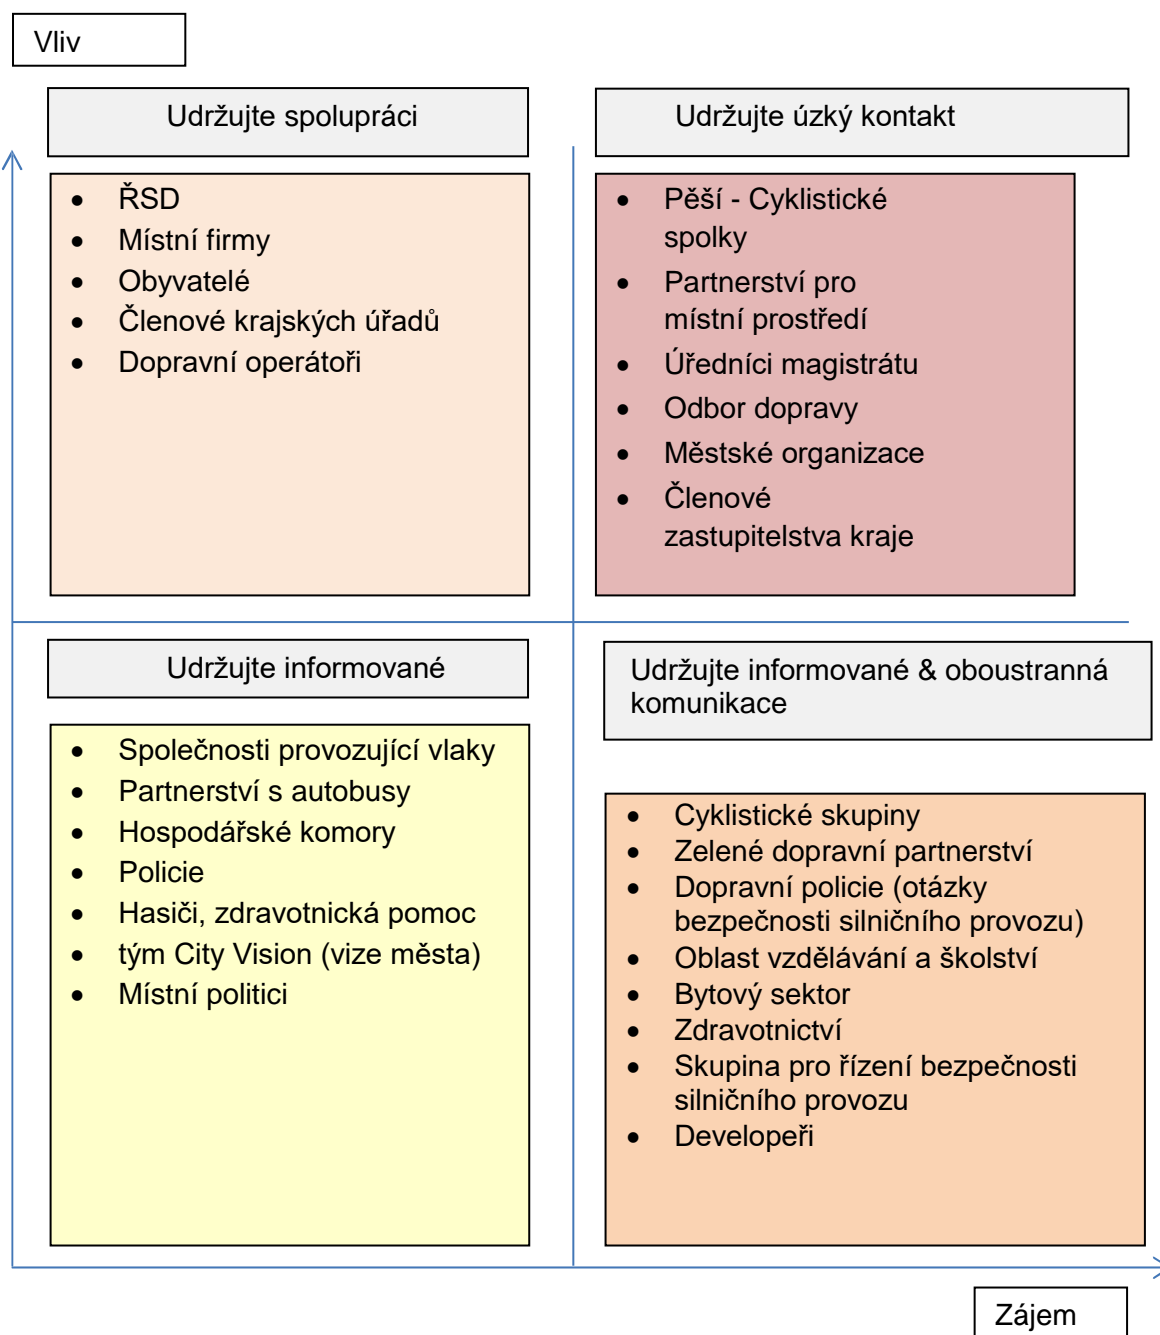 Vliv
Udržujte spolupráci
Udržujte úzký kontakt
• ŘSD
• Místní firmy
• Obyvatelé
• Členové krajských úřadů
• Dopravní operátoři
• Pěší - Cyklistické
spolky
• Partnerství pro
místní prostředí
• Úředníci magistrátu
• Odbor dopravy
• Městské organizace
• Členové
zastupitelstva kraje
Udržujte informované
Udržujte informované & oboustranná
komunikace
• Společnosti provozující vlaky
• Partnerství s autobusy
• Hospodářské komory
• Policie
• Hasiči, zdravotnická pomoc
• tým City Vision (vize města)
• Místní politici
• Cyklistické skupiny
• Zelené dopravní partnerství
• Dopravní policie (otázky
bezpečnosti silničního provozu)
• Oblast vzdělávání a školství
• Bytový sektor
• Zdravotnictví
• Skupina pro řízení bezpečnosti
silničního provozu
• Developeři
Zájem